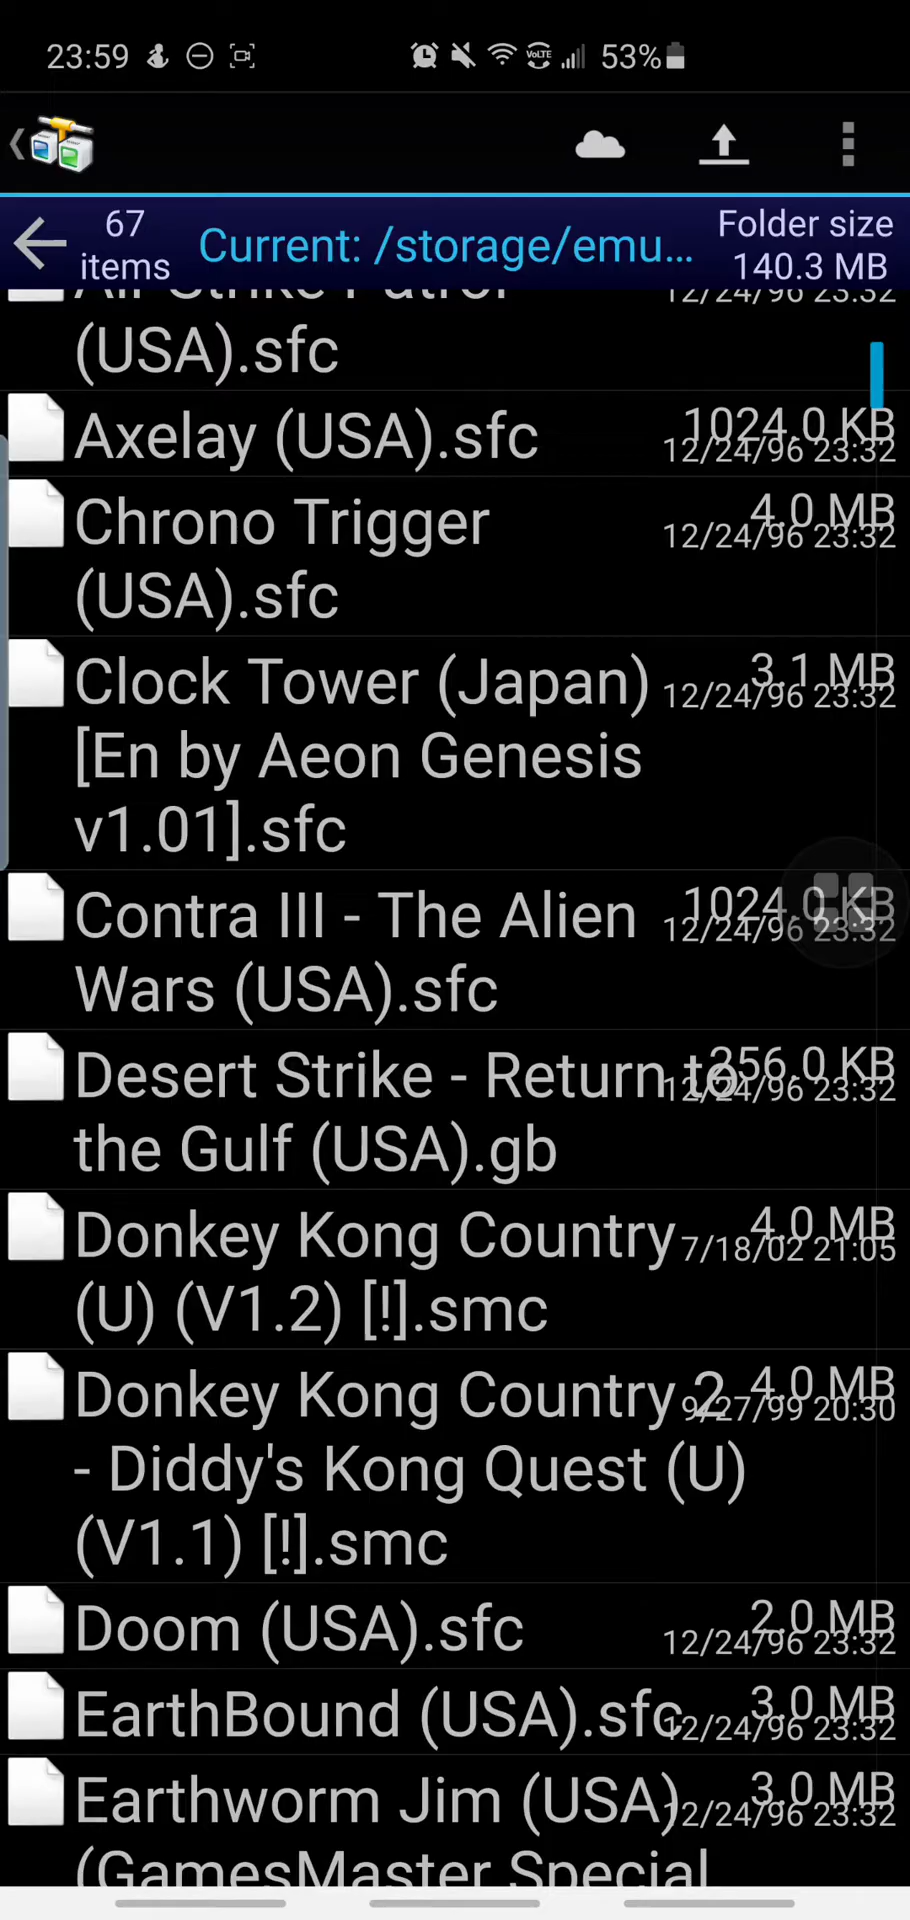 23:59
VoLTE
53%
67
items
Current: /storage/emu...
Folder size
140.3 MB
Air Strike Patrol
12/24/96 23:32
(USA).sfc
Axelay (USA).sfc
1024.0 KB
12/24/96 23:32
Chrono Trigger
(USA).sfc
4.0 MB
12/24/96 23:32
Clock Tower (Japan)
[En by Aeon Genesis
v1.01].sfc
3.1 MB
12/24/96 23:32
Contra III - The Alien
Wars (USA).sfc
1024.0 KB
12/24/96 23:32
Desert Strike - Return to
the Gulf (USA).gb
256.0 KB
12/24/96 23:32
Donkey Kong Country
(U) (V1.2) [!].smc
4.0 MB
7/18/02 21:05
Donkey Kong Country 2
- Diddy's Kong Quest (U)
(V1.1) [!].smc
4.0 MB
9/27/99 20:30
Doom (USA).sfc
2.0 MB
12/24/96 23:32
EarthBound (USA).sfc
3.0 MB
12/24/96 23:32
Earthworm Jim (USA)
(GamesMaster Special
3.0 MB
12/24/96 23:32